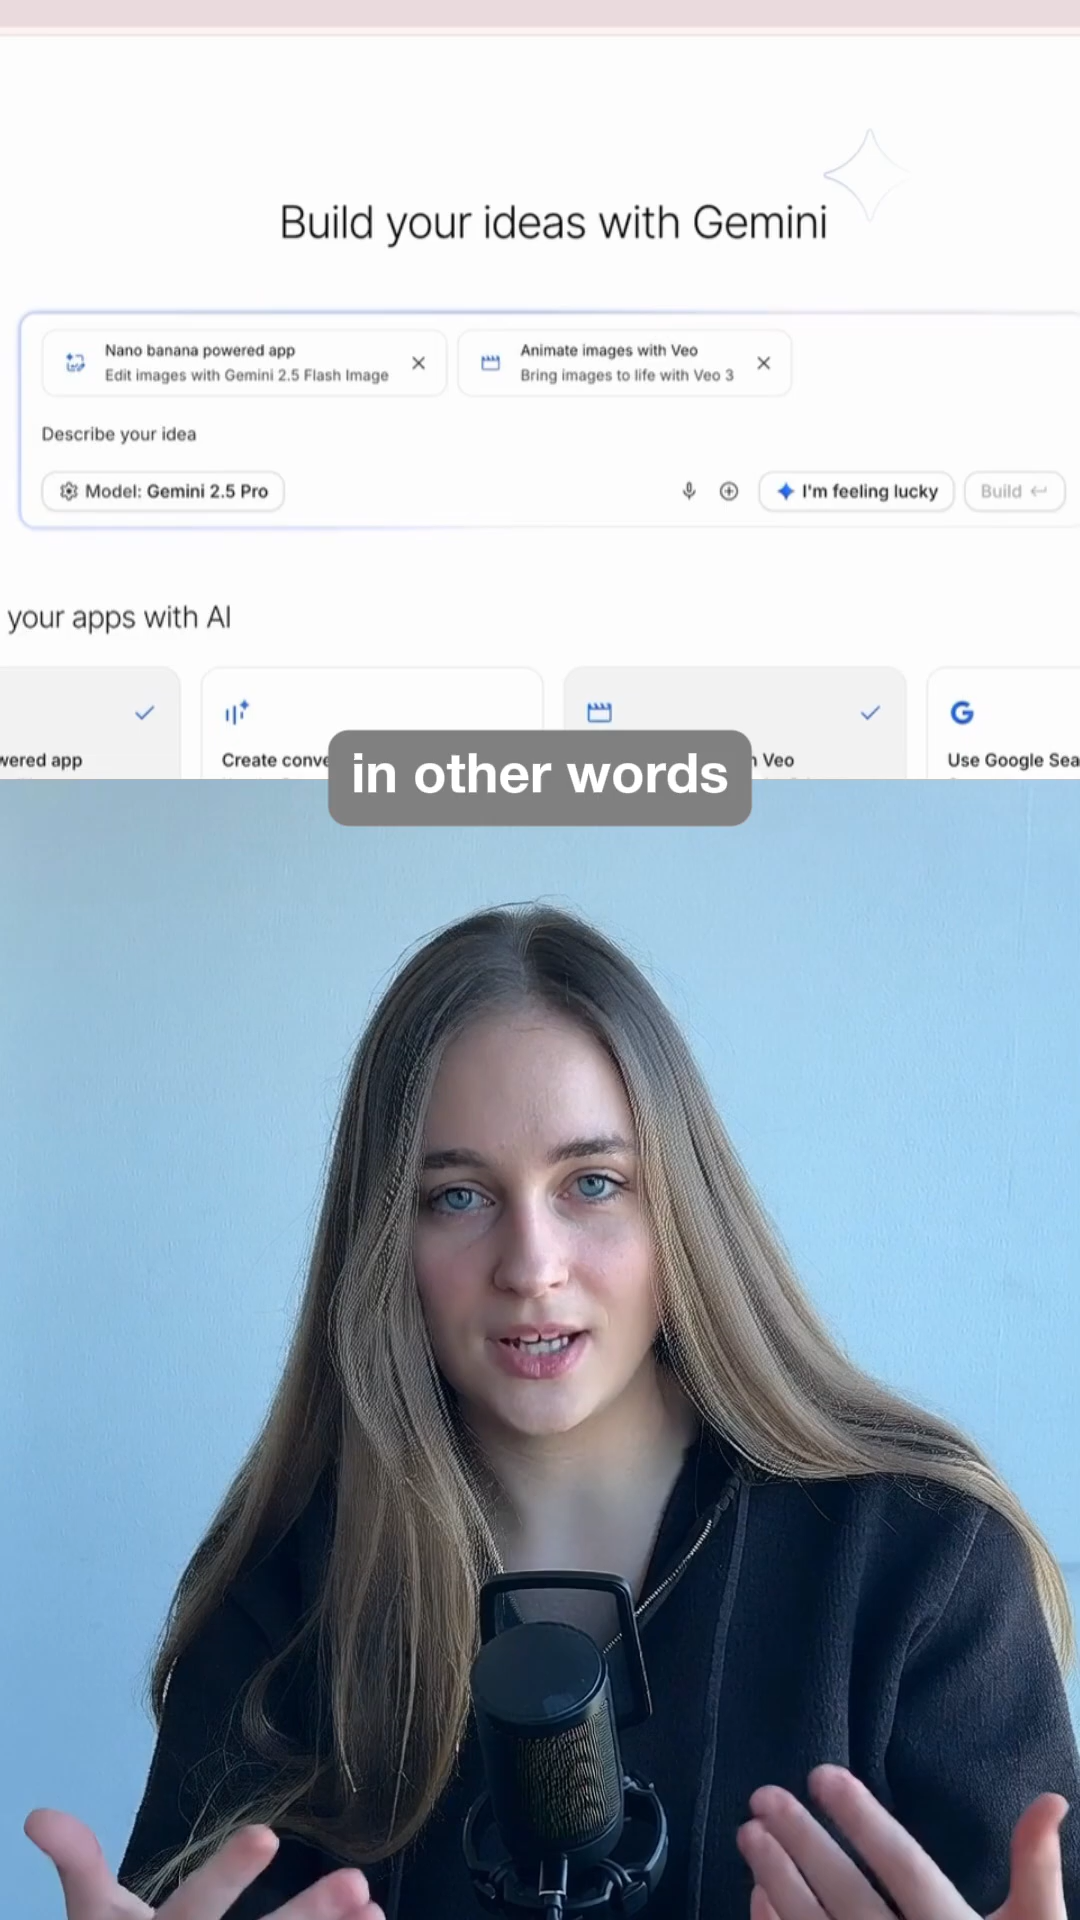 Build your ideas with Gemini
Nano banana powered app
Edit images with Gemini 2.5 Flash Image
Animate images with Veo
Bring images to life with Veo 3
Describe your idea
Model: Gemini 2.5 Pro
I'm feeling lucky
Build
your apps with AI
wered app
Create conve
Veo
Use Google Sea
in other words